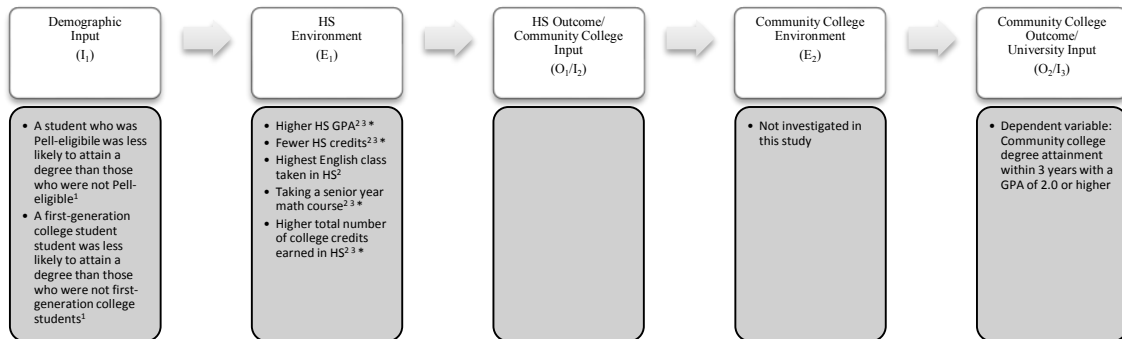 Demographic
Input
(I₁)
HS
Environment
(E₁)
HS Outcome/
Community College
Input
(O₁/I₂)
Community College
Environment
(E₂)
Community College
Outcome/
University Input
(O₂/I₃)
• A student who was
Pell-eligibile was less
likely to attain a
degree than those
who were not Pell-
eligible¹
• A first-generation
college student
student was less
likely to attain a
degree than those
who were not first-
generation college
students¹
• Higher HS GPA² ³ *
• Fewer HS credits² ³ *
• Highest English class
taken in HS²
• Taking a senior year
math course² ³ *
• Higher total number
of college credits
earned in HS² ³ *
• Not investigated in
this study
• Dependent variable:
Community college
degree attainment
within 3 years with a
GPA of 2.0 or higher